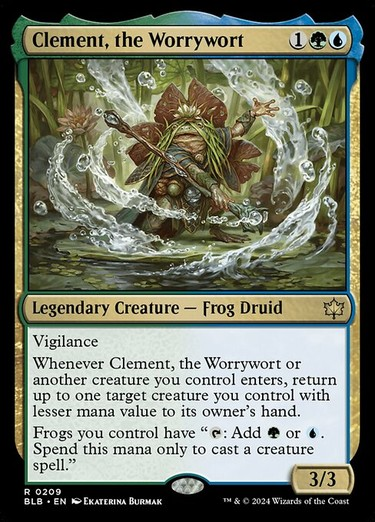 Clement, the Worrywort 1
Legendary Creature — Frog Druid
Vigilance
Whenever Clement, the Worrywort or
another creature you control enters, return
up to one target creature you control with
lesser mana value to its owner's hand.
Frogs you control have “: Add or .
Spend this mana only to cast a creature
spell.”
3/3
R 0209
BLB • EN Ekaterina Burmak
™ & © 2024 Wizards of the Coast